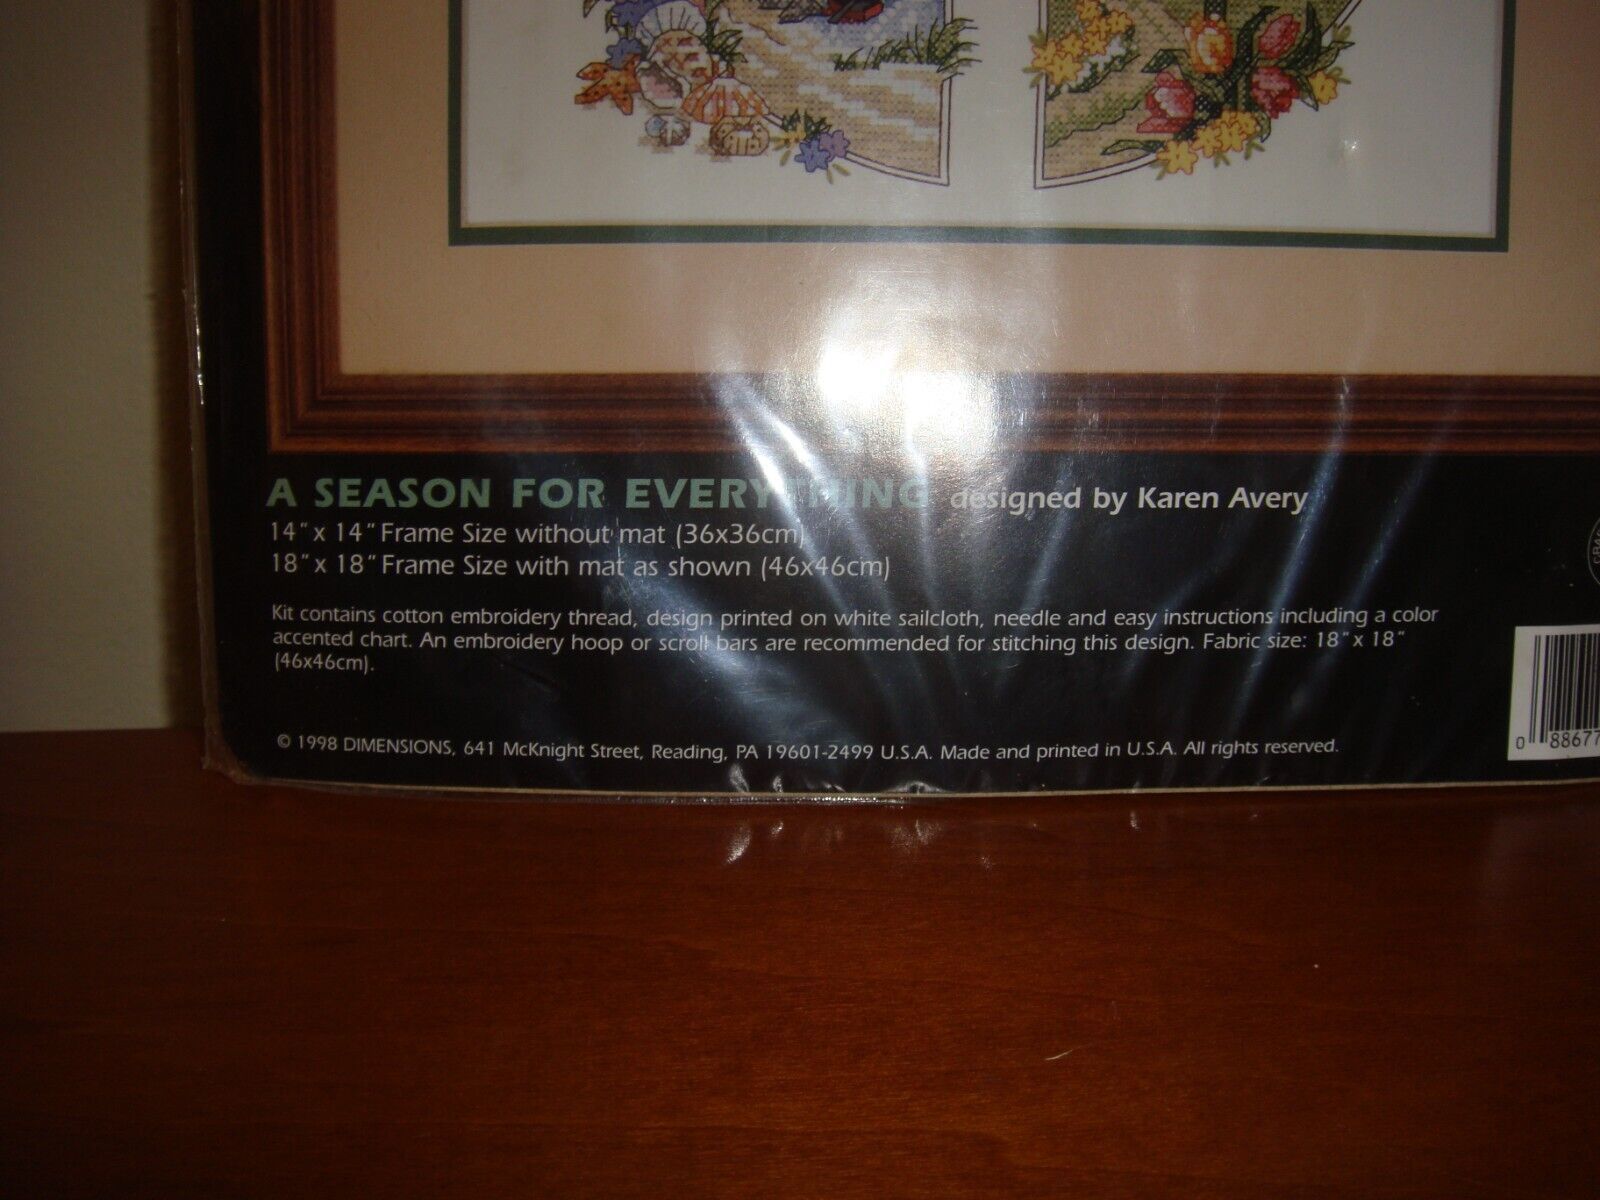 A SEASON FOR EVERYTHING designed by Karen Avery
14" x 14" Frame Size without mat (36x36cm)
18" x 18" Frame Size with mat as shown (46x46cm)
Kit contains cotton embroidery thread, design printed on white sailcloth, needle and easy instructions including a color
accented chart. An embroidery hoop or scroll bars are recommended for stitching this design. Fabric size: 18" x 18"
(46x46cm).
© 1998 DIMENSIONS, 641 McKnight Street, Reading, PA 19601-2499 U.S.A. Made and printed in U.S.A. All rights reserved.
0 88677